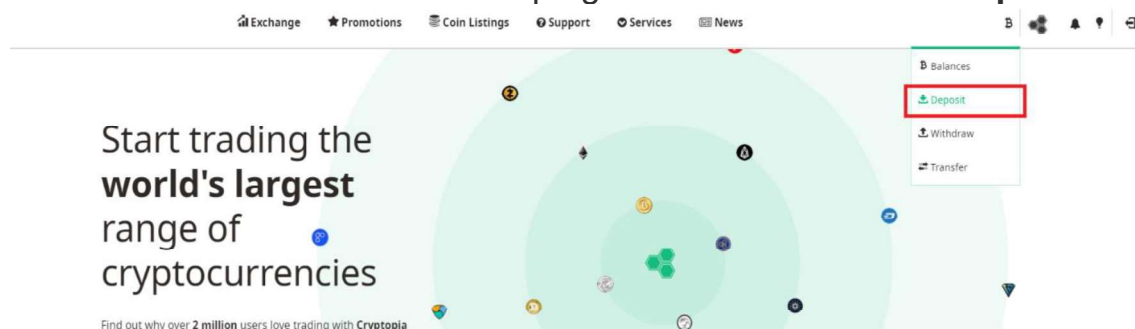 Exchange Promotions Coin Listings Support Services News
Balances
Deposit
Withdraw
Transfer
Start trading the
world's largest
range of
cryptocurrencies
Find out why over 2 million users love trading with Cryptopia